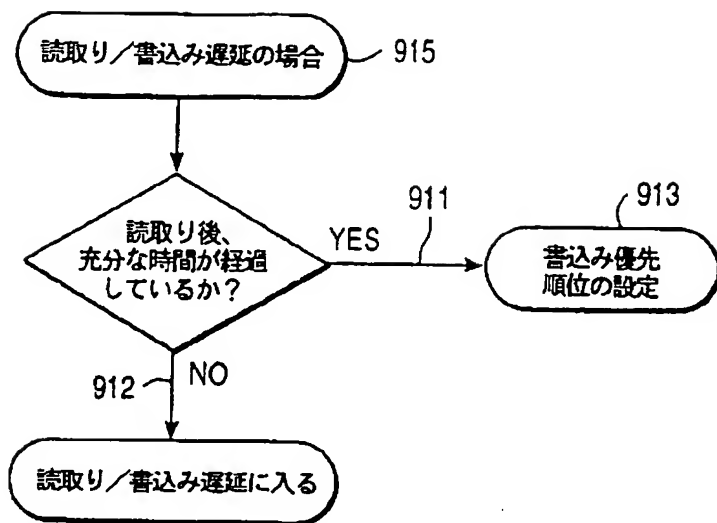 読取り／書込み遅延の場合
915
読取り後、
充分な時間が経過
しているか？
YES
911
913
書込み優先
順位の設定
912
NO
読取り／書込み遅延に入る